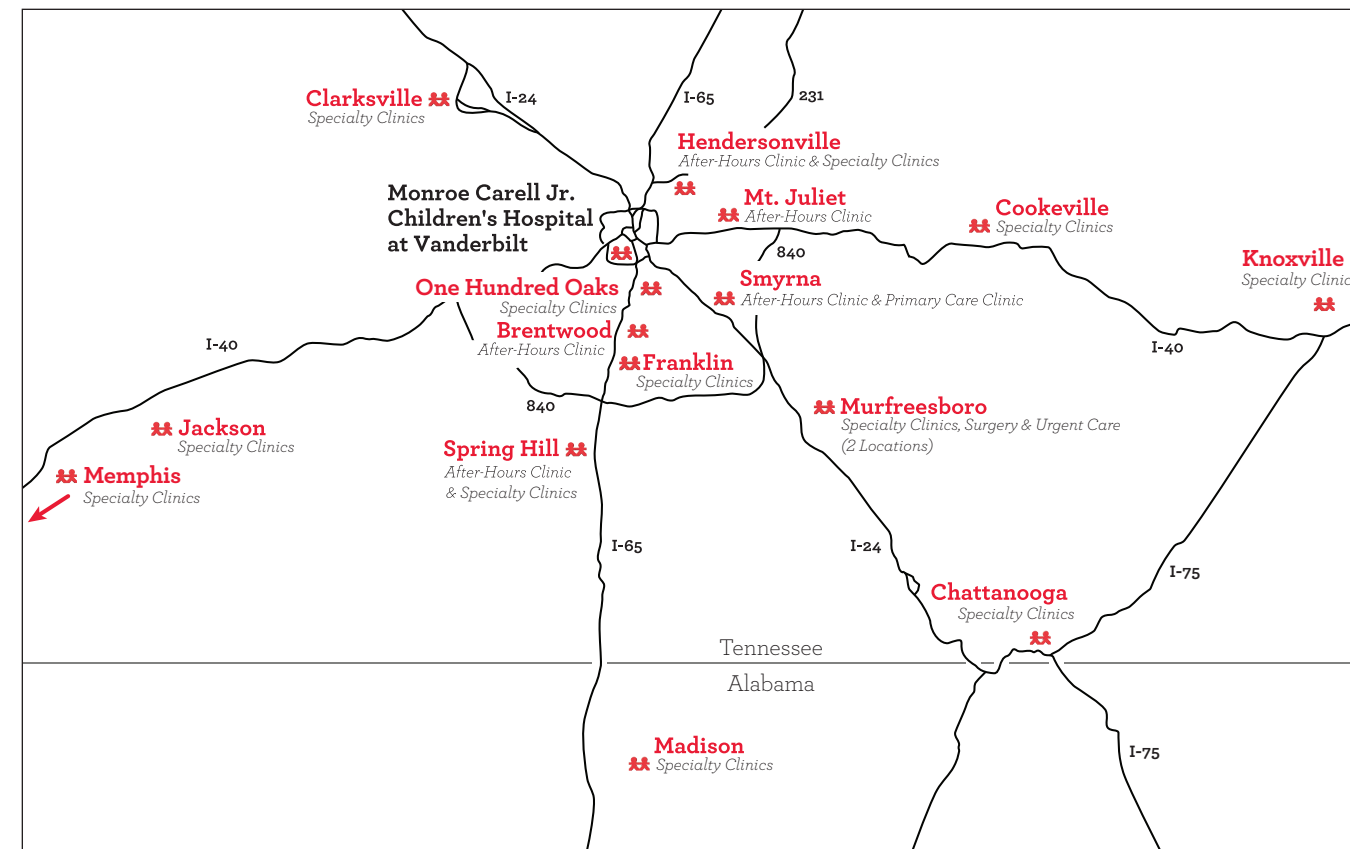 Clarksville
Specialty Clinics
I-24
I-65
231
Hendersonville
After-Hours Clinic & Specialty Clinics
Monroe Carell Jr.
Children's Hospital
at Vanderbilt
Mt. Juliet
After-Hours Clinic
Cookeville
Specialty Clinics
840
Knoxville
Specialty Clinic
One Hundred Oaks
Specialty Clinics
Smyrna
After-Hours Clinic & Primary Care Clinic
Brentwood
After-Hours Clinic
I-40
I-40
Franklin
Specialty Clinics
840
Murfreesboro
Specialty Clinics, Surgery & Urgent Care
(2 Locations)
Jackson
Specialty Clinics
Spring Hill
After-Hours Clinic
& Specialty Clinics
Memphis
Specialty Clinics
I-65
I-24
I-75
Chattanooga
Specialty Clinics
Tennessee
Alabama
Madison
Specialty Clinics
I-75